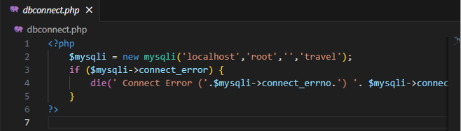 dbconnect.php ×
dbconnect.php
1 <?php
2 $mysqli = new mysqli('localhost','root','','travel');
3 if ($mysqli->connect_error) {
4 die(' Connect Error ('.$mysqli->connect_errno.') '. $mysqli->connec
5 }
6 ?>
7